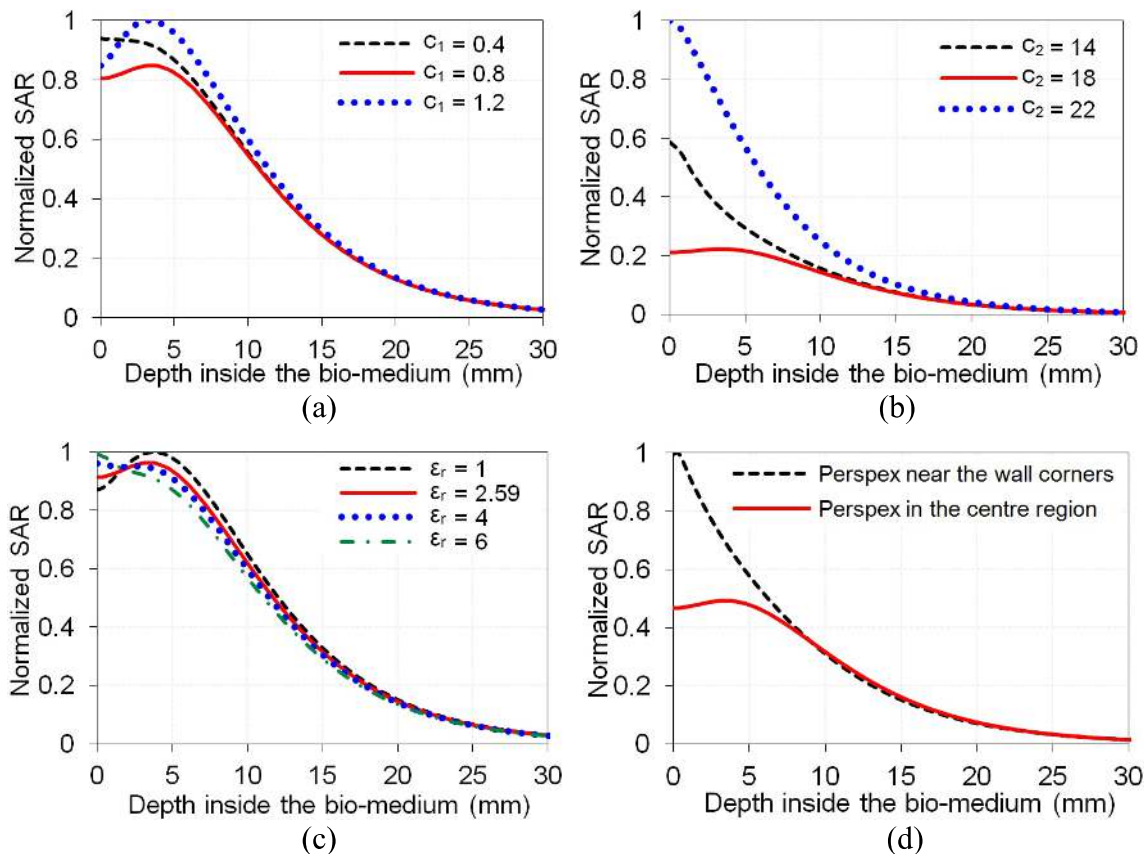 Normalized SAR
1
0.8
0.6
0.4
0.2
0
c₁ = 0.4
c₁ = 0.8
c₁ = 1.2
0 5 10 15 20 25 30
Depth inside the bio-medium (mm)
(a)
Normalized SAR
1
0.8
0.6
0.4
0.2
0
c₂ = 14
c₂ = 18
c₂ = 22
0 5 10 15 20 25 30
Depth inside the bio-medium (mm)
(b)
Normalized SAR
1
0.8
0.6
0.4
0.2
0
εᵣ = 1
εᵣ = 2.59
εᵣ = 4
εᵣ = 6
0 5 10 15 20 25 30
Depth inside the bio-medium (mm)
(c)
Normalized SAR
1
0.8
0.6
0.4
0.2
0
Perspex near the wall corners
Perspex in the centre region
0 5 10 15 20 25 30
Depth inside the bio-medium (mm)
(d)